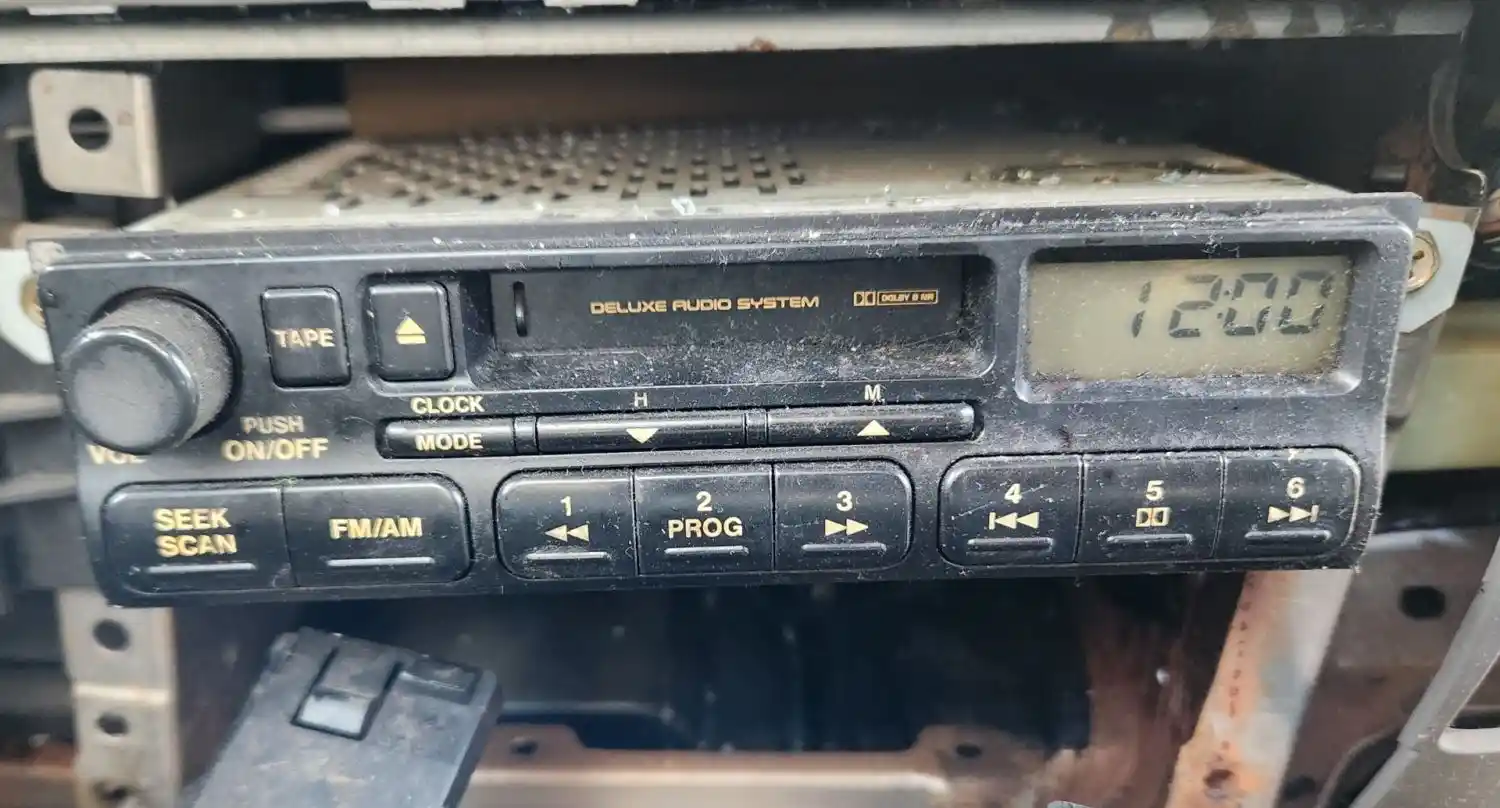 DELUXE AUDIO SYSTEM
DOLBY B NR
12:00
TAPE
CLOCK
H
M
MODE
PUSH
VOL
ON/OFF
SEEK
SCAN
FM/AM
1
2
PROG
3
4
5
6